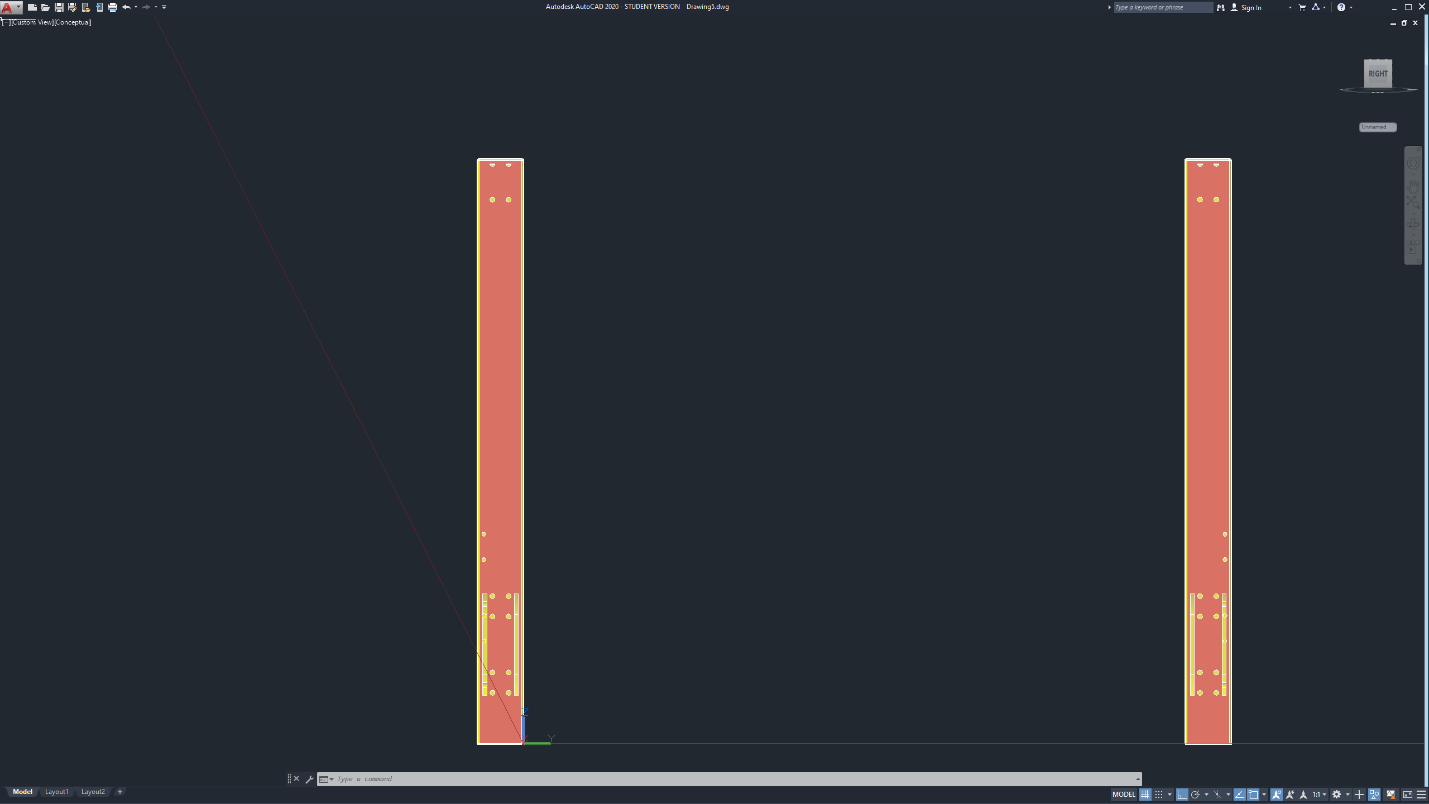 Autodesk AutoCAD 2020 - STUDENT VERSION Drawing5.dwg
Type a keyword or phrase
Sign In
[−][Custom View][Conceptual]
RIGHT
Unnamed
Z
Y
Type a command
Model
Layout1
Layout2
+
MODEL
1:1